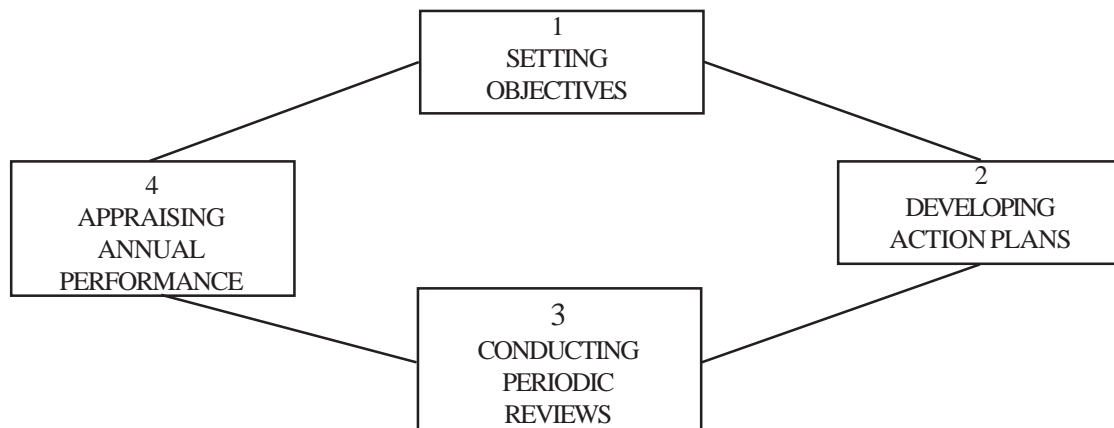 1
SETTING
OBJECTIVES
2
DEVELOPING
ACTION PLANS
3
CONDUCTING
PERIODIC
REVIEWS
4
APPRAISING
ANNUAL
PERFORMANCE